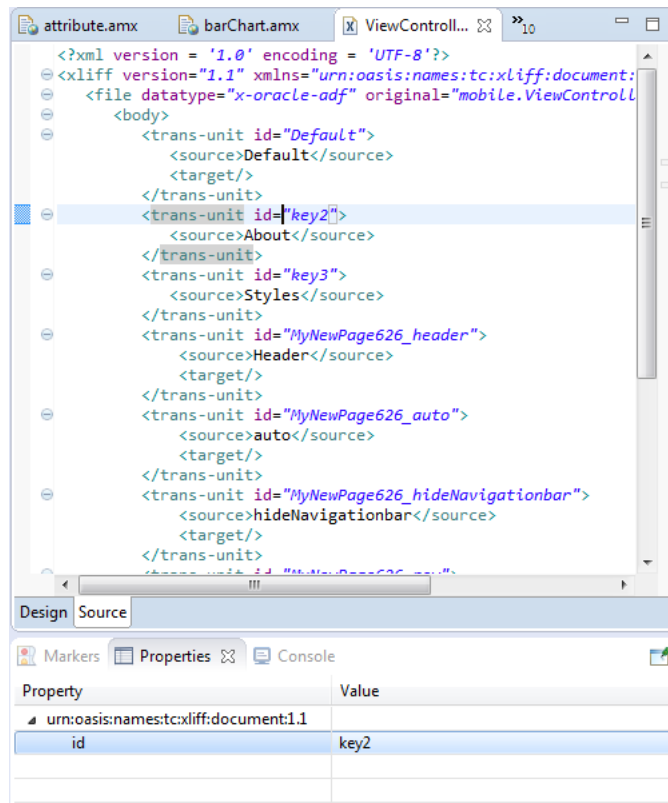 attribute.amx barChart.amx ViewControll... »10
<?xml version = '1.0' encoding = 'UTF-8'?>
<xliff version="1.1" xmlns="urn:oasis:names:tc:xliff:document:
<file datatype="x-oracle-adf" original="mobile.ViewControll
<body>
<trans-unit id="Default">
<source>Default</source>
<target/>
</trans-unit>
<trans-unit id="key2">
<source>About</source>
</trans-unit>
<trans-unit id="key3">
<source>Styles</source>
</trans-unit>
<trans-unit id="MyNewPage626_header">
<source>Header</source>
<target/>
</trans-unit>
<trans-unit id="MyNewPage626_auto">
<source>auto</source>
<target/>
</trans-unit>
<trans-unit id="MyNewPage626_hideNavigationbar">
<source>hideNavigationbar</source>
<target/>
</trans-unit>
Design Source
Markers Properties Console
Property Value
urn:oasis:names:tc:xliff:document:1.1
id key2